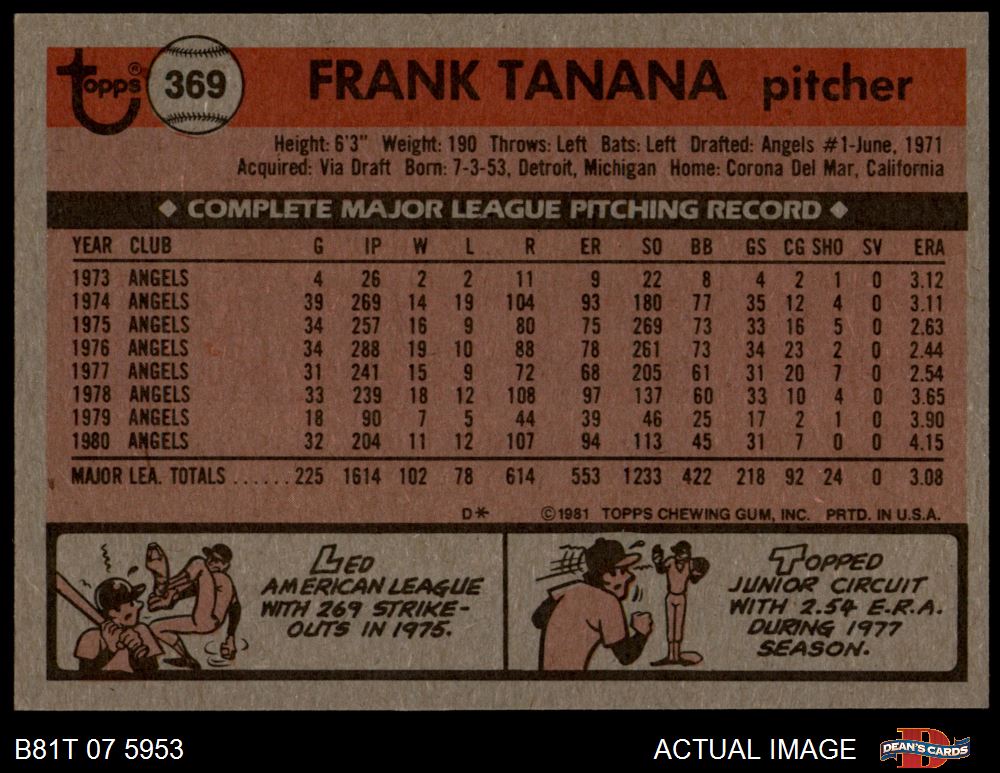 topps® 369 FRANK TANANA pitcher
Height: 6'3" Weight: 190 Throws: Left Bats: Left Drafted: Angels #1-June, 1971
Acquired: Via Draft Born: 7-3-53, Detroit, Michigan Home: Corona Del Mar, California
◆ COMPLETE MAJOR LEAGUE PITCHING RECORD ◆
YEAR CLUB G IP W L R ER SO BB GS CG SHO SV ERA
1973 ANGELS 4 26 2 2 11 9 22 8 4 2 1 0 3.12
1974 ANGELS 39 269 14 19 104 93 180 77 35 12 4 0 3.11
1975 ANGELS 34 257 16 9 80 75 269 73 33 16 5 0 2.63
1976 ANGELS 34 288 19 10 88 78 261 73 34 23 2 0 2.44
1977 ANGELS 31 241 15 9 72 68 205 61 31 20 7 0 2.54
1978 ANGELS 33 239 18 12 108 97 137 60 33 10 4 0 3.65
1979 ANGELS 18 90 7 5 44 39 46 25 17 2 1 0 3.90
1980 ANGELS 32 204 11 12 107 94 113 45 31 7 0 0 4.15
MAJOR LEA. TOTALS ......225 1614 102 78 614 553 1233 422 218 92 24 0 3.08
D* ©1981 TOPPS CHEWING GUM, INC. PRTD. IN U.S.A.
LED
AMERICAN LEAGUE
WITH 269 STRIKE-
OUTS IN 1975.
TOPPED
JUNIOR CIRCUIT
WITH 2.54 E.R.A.
DURING 1977
SEASON.
B81T 07 5953 ACTUAL IMAGE DEAN'S CARDS